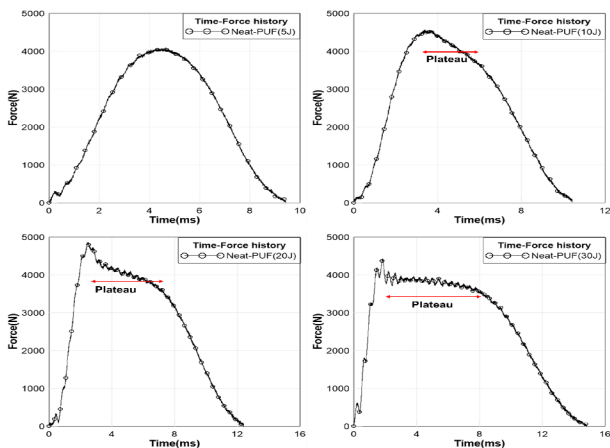 Time-Force history
Neat-PUF(5J)
5000
4000
3000
2000
1000
0
0 2 4 6 8 10
Force(N)
Time(ms)
Time-Force history
Neat-PUF(10J)
Plateau
5000
4000
3000
2000
1000
0
0 3 6 9 12
Force(N)
Time(ms)
Time-Force history
Neat-PUF(20J)
Plateau
5000
4000
3000
2000
1000
0
0 4 8 12 16
Force(N)
Time(ms)
Time-Force history
Neat-PUF(30J)
Plateau
5000
4000
3000
2000
1000
0
0 4 8 12 16
Force(N)
Time(ms)